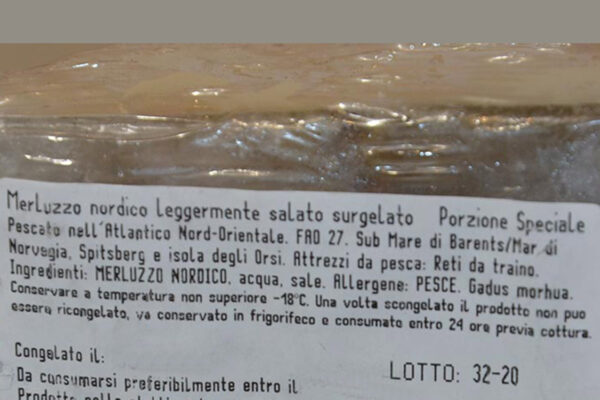 Merluzzo nordico leggermente salato surgelato Porzione Speciale
Pescato nell'Atlantico Nord-Orientale. FAO 27. Sub Mare di Barents/Mar di
Norvegia, Spitsberg e isola degli Orsi. Attrezzi da pesca: Reti da traino.
Ingredienti: MERLUZZO NORDICO, acqua, sale. Allergene: PESCE. Gadus morhua.
Conservare a temperatura non superiore -18°C. Una volta scongelato il prodotto non puo
essere ricongelato, va conservato in frigorifeco e consumato entro 24 ore previa cottura.
Congelato il:
LOTTO: 32-20
Da consumarsi preferibilmente entro il